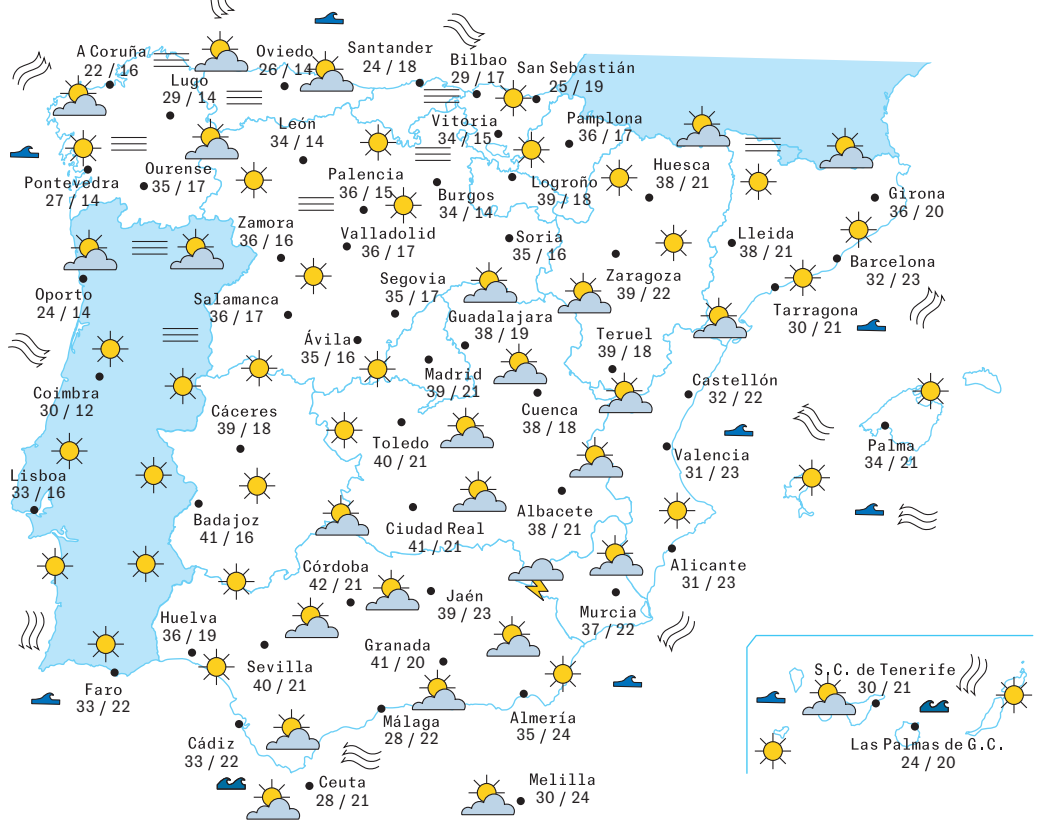 A Coruña
22 / 16
Lugo
29 / 14
Oviedo
26 / 14
Santander
24 / 18
Bilbao
29 / 17
San Sebastián
25 / 19
Vitoria
34 / 15
Pamplona
36 / 17
León
34 / 14
Palencia
36 / 15
Burgos
34 / 14
Logroño
39 / 18
Huesca
38 / 21
Girona
36 / 20
Pontevedra
27 / 14
Ourense
35 / 17
Zamora
36 / 16
Valladolid
36 / 17
Soria
35 / 16
Zaragoza
39 / 22
Lleida
38 / 21
Barcelona
32 / 23
Tarragona
30 / 21
Oporto
24 / 14
Salamanca
36 / 17
Segovia
35 / 17
Guadalajara
38 / 19
Ávila
35 / 16
Madrid
39 / 21
Teruel
39 / 18
Castellón
32 / 22
Coimbra
30 / 12
Cáceres
39 / 18
Toledo
40 / 21
Cuenca
38 / 18
Valencia
31 / 23
Palma
34 / 21
Lisboa
33 / 16
Badajoz
41 / 16
Ciudad Real
41 / 21
Albacete
38 / 21
Alicante
31 / 23
Córdoba
42 / 21
Jaén
39 / 23
Murcia
37 / 22
Huelva
36 / 19
Sevilla
40 / 21
Granada
41 / 20
Faro
33 / 22
Cádiz
33 / 22
Málaga
28 / 22
Almería
35 / 24
Ceuta
28 / 21
Melilla
30 / 24
S.C. de Tenerife
30 / 21
Las Palmas de G.C.
24 / 20